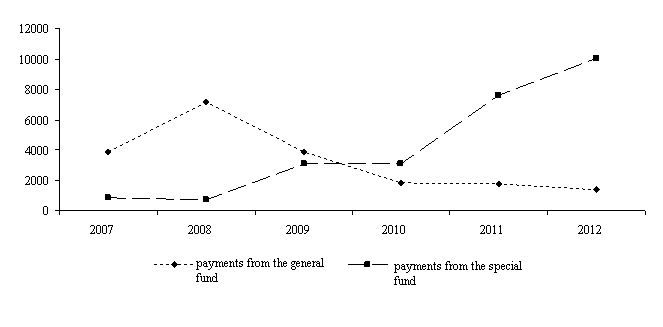 12000
10000
8000
6000
4000
2000
0
2007 2008 2009 2010 2011 2012
payments from the general
fund
payments from the special
fund